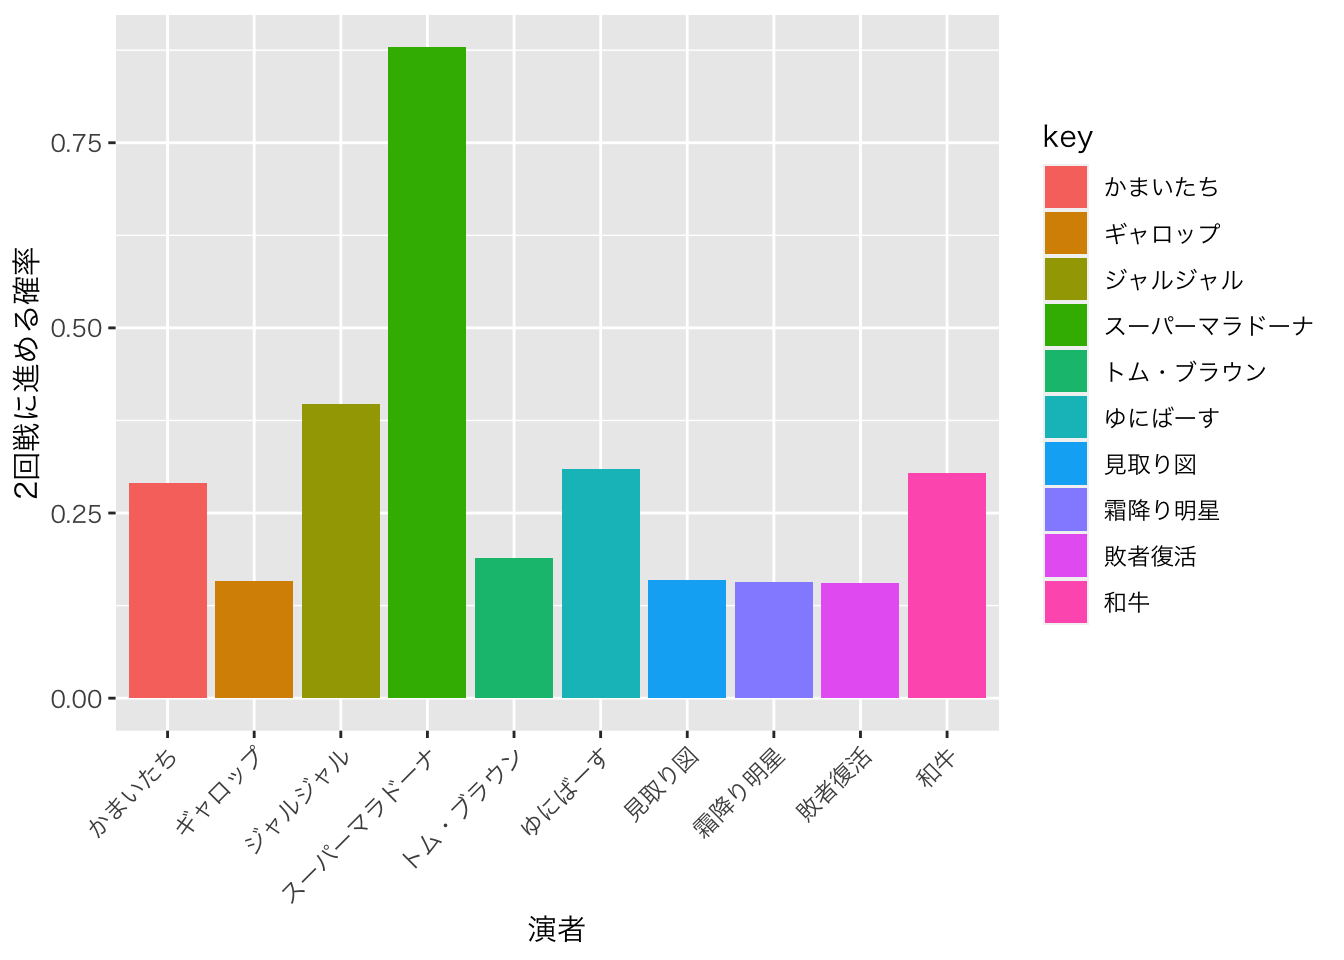 2回戦に進める確率
0.75
0.50
0.25
0.00
かまいたち
ギャロップ
ジャルジャル
スーパーマラドーナ
トム・ブラウン
ゆにばーす
見取り図
霜降り明星
敗者復活
和牛
演者
key
かまいたち
ギャロップ
ジャルジャル
スーパーマラドーナ
トム・ブラウン
ゆにばーす
見取り図
霜降り明星
敗者復活
和牛